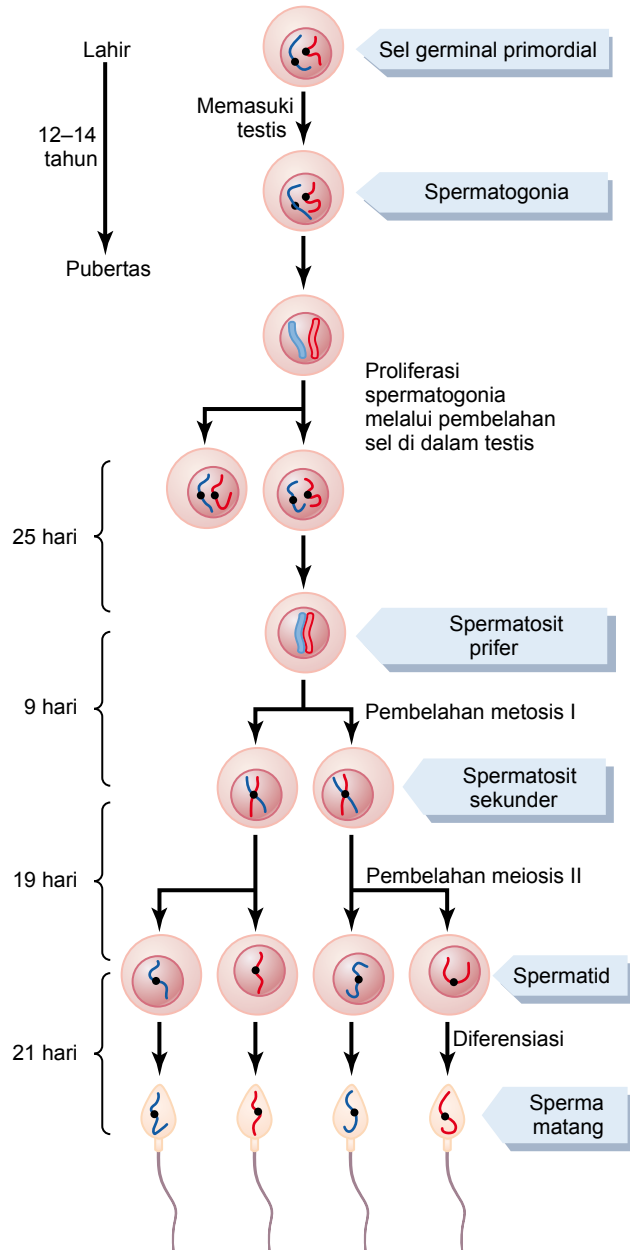 Lahir
Sel germinal primordial
Memasuki
testis
12–14
tahun
Spermatogonia
Pubertas
Proliferasi
spermatogonia
melalui pembelahan
sel di dalam testis
25 hari
Spermatosit
prifer
9 hari
Pembelahan metosis I
Spermatosit
sekunder
19 hari
Pembelahan meiosis II
Spermatid
21 hari
Diferensiasi
Sperma
matang